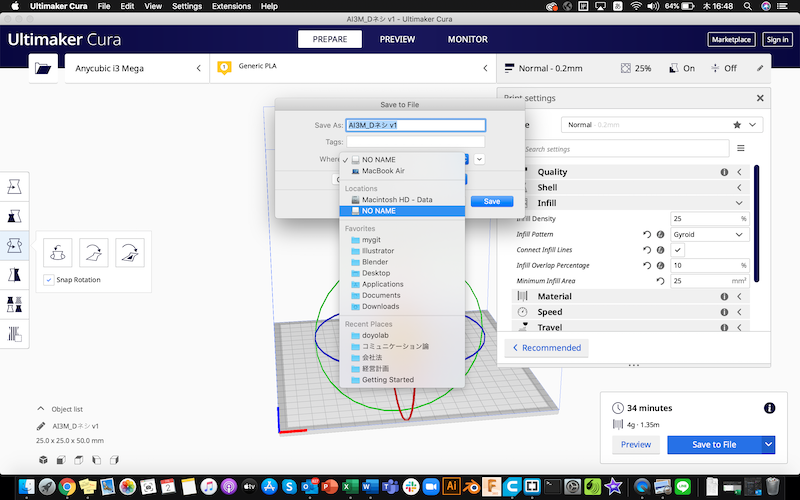 Ultimaker Cura File Edit View Settings Extensions Help
64% 木 16:48
AI3M_Dネシ v1 - Ultimaker Cura
Ultimaker Cura PREPARE PREVIEW MONITOR Marketplace Sign in
Anycubic i3 Mega
1 Generic PLA
Normal - 0.2mm 25% On Off
Print settings
Normal - 0.2mm
Search settings
Quality
Shell
Infill
Infill Density 25 %
Infill Pattern Gyroid
Connect Infill Lines
Infill Overlap Percentage 10 %
Minimum Infill Area 25 mm²
Material
Speed
Travel
Recommended
Save to File
Save As: AI3M_Dネシ v1
Tags:
Where
NO NAME
MacBook Air
Locations
Macintosh HD - Data
NO NAME
Favorites
mygit
Illustrator
Blender
Desktop
Applications
Documents
Downloads
Recent Places
doyolab
コミュニケーション論
会社法
経営計画
Getting Started
Save
Snap Rotation
Object list
AI3M_Dネシ v1
25.0 x 25.0 x 50.0 mm
34 minutes
4g · 1.35m
Preview Save to File